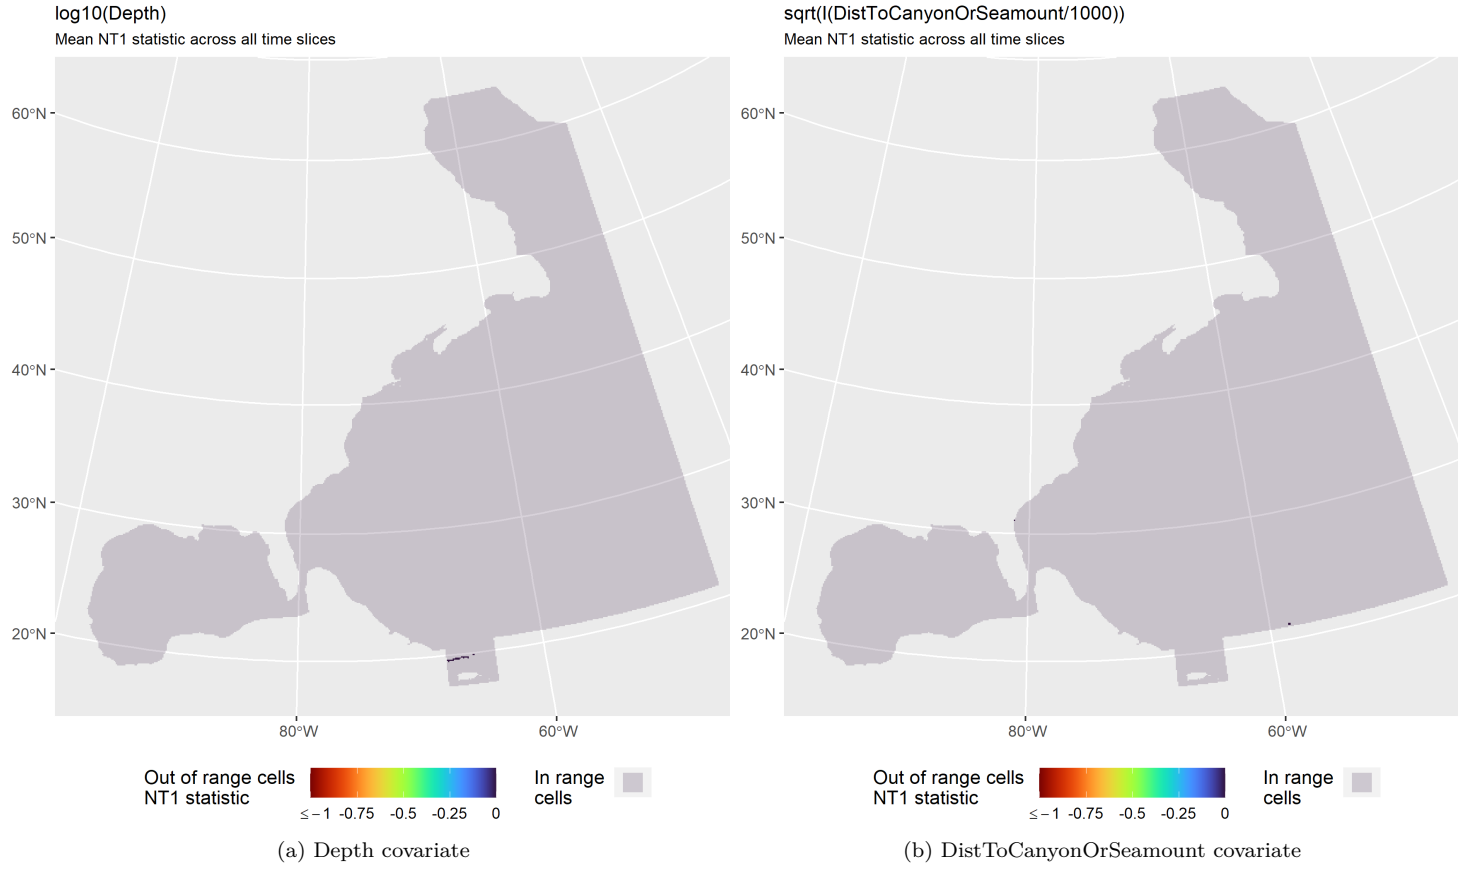 log10(Depth)
Mean NT1 statistic across all time slices
60°N
50°N
40°N
30°N
20°N
80°W
60°W
Out of range cells
NT1 statistic
≤−1 -0.75 -0.5 -0.25 0
In range
cells
(a) Depth covariate
sqrt(I(DistToCanyonOrSeamount/1000))
Mean NT1 statistic across all time slices
60°N
50°N
40°N
30°N
20°N
80°W
60°W
Out of range cells
NT1 statistic
≤−1 -0.75 -0.5 -0.25 0
In range
cells
(b) DistToCanyonOrSeamount covariate